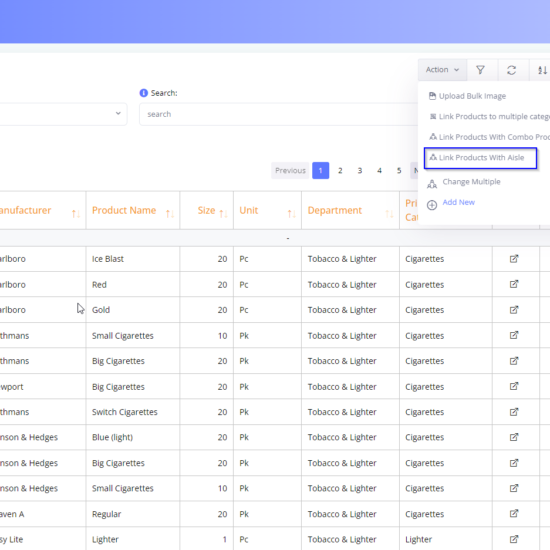 Action
Search:
Upload Bulk Image
search
Link Products to multiple catego
Link Products With Combo Prod
Link Products With Aisle
Previous 1 2 3 4 5 N
Change Multiple
Add New
anufacturer Product Name Size Unit Department Pri
Cat
-
arlboro Ice Blast 20 Pc Tobacco & Lighter Cigarettes
arlboro Red 20 Pc Tobacco & Lighter Cigarettes
arlboro Gold 20 Pc Tobacco & Lighter Cigarettes
thmans Small Cigarettes 10 Pk Tobacco & Lighter Cigarettes
thmans Big Cigarettes 20 Pk Tobacco & Lighter Cigarettes
wport Big Cigarettes 20 Pk Tobacco & Lighter Cigarettes
thmans Switch Cigarettes 20 Pk Tobacco & Lighter Cigarettes
nson & Hedges Blue (light) 20 Pk Tobacco & Lighter Cigarettes
nson & Hedges Big Cigarettes 20 Pk Tobacco & Lighter Cigarettes
nson & Hedges Small Cigarettes 10 Pk Tobacco & Lighter Cigarettes
aven A Regular 20 Pk Tobacco & Lighter Cigarettes
sy Lite Lighter 1 Pc Tobacco & Lighter Lighter